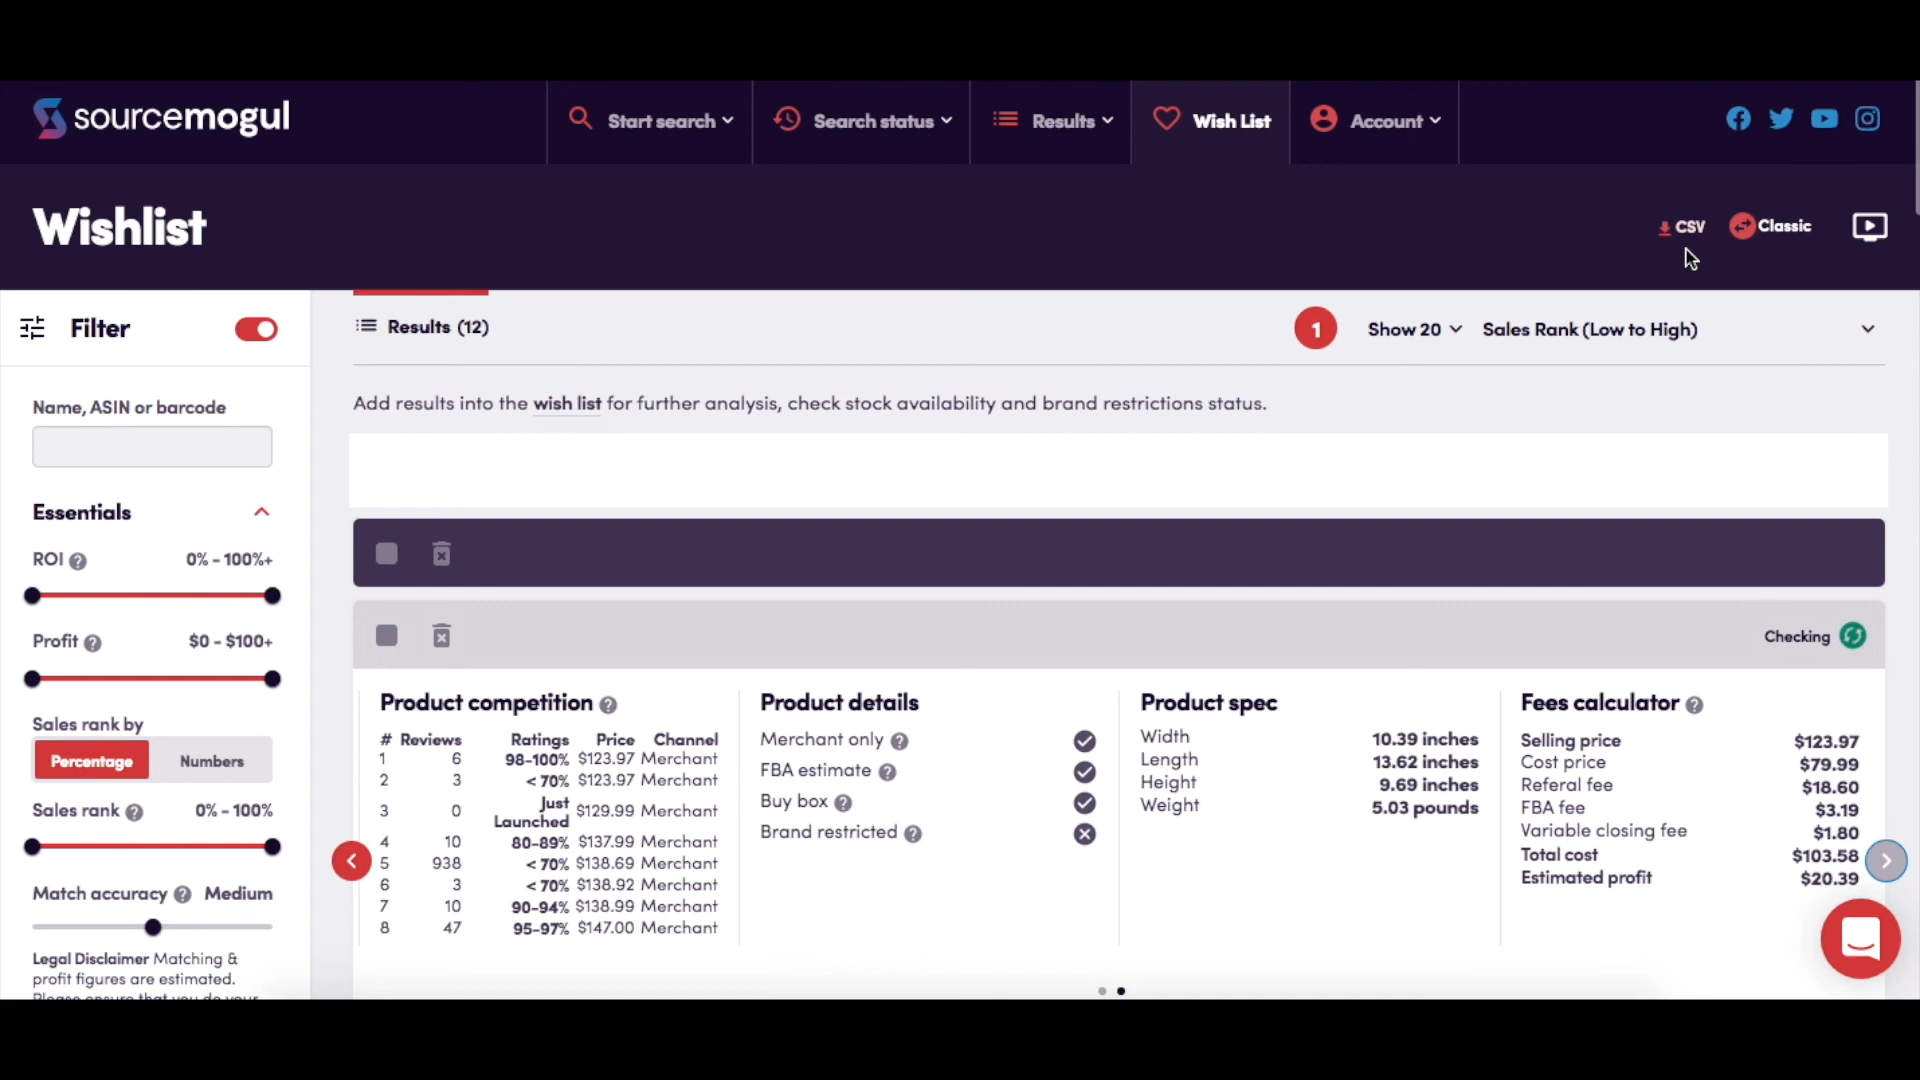 sourcemogul
Start search
Search status
Results
Wish List
Account
Wishlist
CSV
Classic
Filter
Results (12)
1
Show 20
Sales Rank (Low to High)
Name, ASIN or barcode
Add results into the wish list for further analysis, check stock availability and brand restrictions status.
Essentials
ROI ? 0% - 100%+
Profit ? $0 - $100+
Sales rank by
Percentage Numbers
Sales rank ? 0% - 100%
Match accuracy ? Medium
Legal Disclaimer Matching &
profit figures are estimated.
Please ensure that you do your
Checking
Product competition ?
# Reviews Ratings Price Channel
1 6 98-100% $123.97 Merchant
2 3 < 70% $123.97 Merchant
3 0 Just Launched $129.99 Merchant
4 10 80-89% $137.99 Merchant
5 938 < 70% $138.69 Merchant
6 3 < 70% $138.92 Merchant
7 10 90-94% $138.99 Merchant
8 47 95-97% $147.00 Merchant
Product details
Merchant only ?
FBA estimate ?
Buy box ?
Brand restricted ?
Product spec
Width 10.39 inches
Length 13.62 inches
Height 9.69 inches
Weight 5.03 pounds
Fees calculator ?
Selling price $123.97
Cost price $79.99
Referal fee $18.60
FBA fee $3.19
Variable closing fee $1.80
Total cost $103.58
Estimated profit $20.39